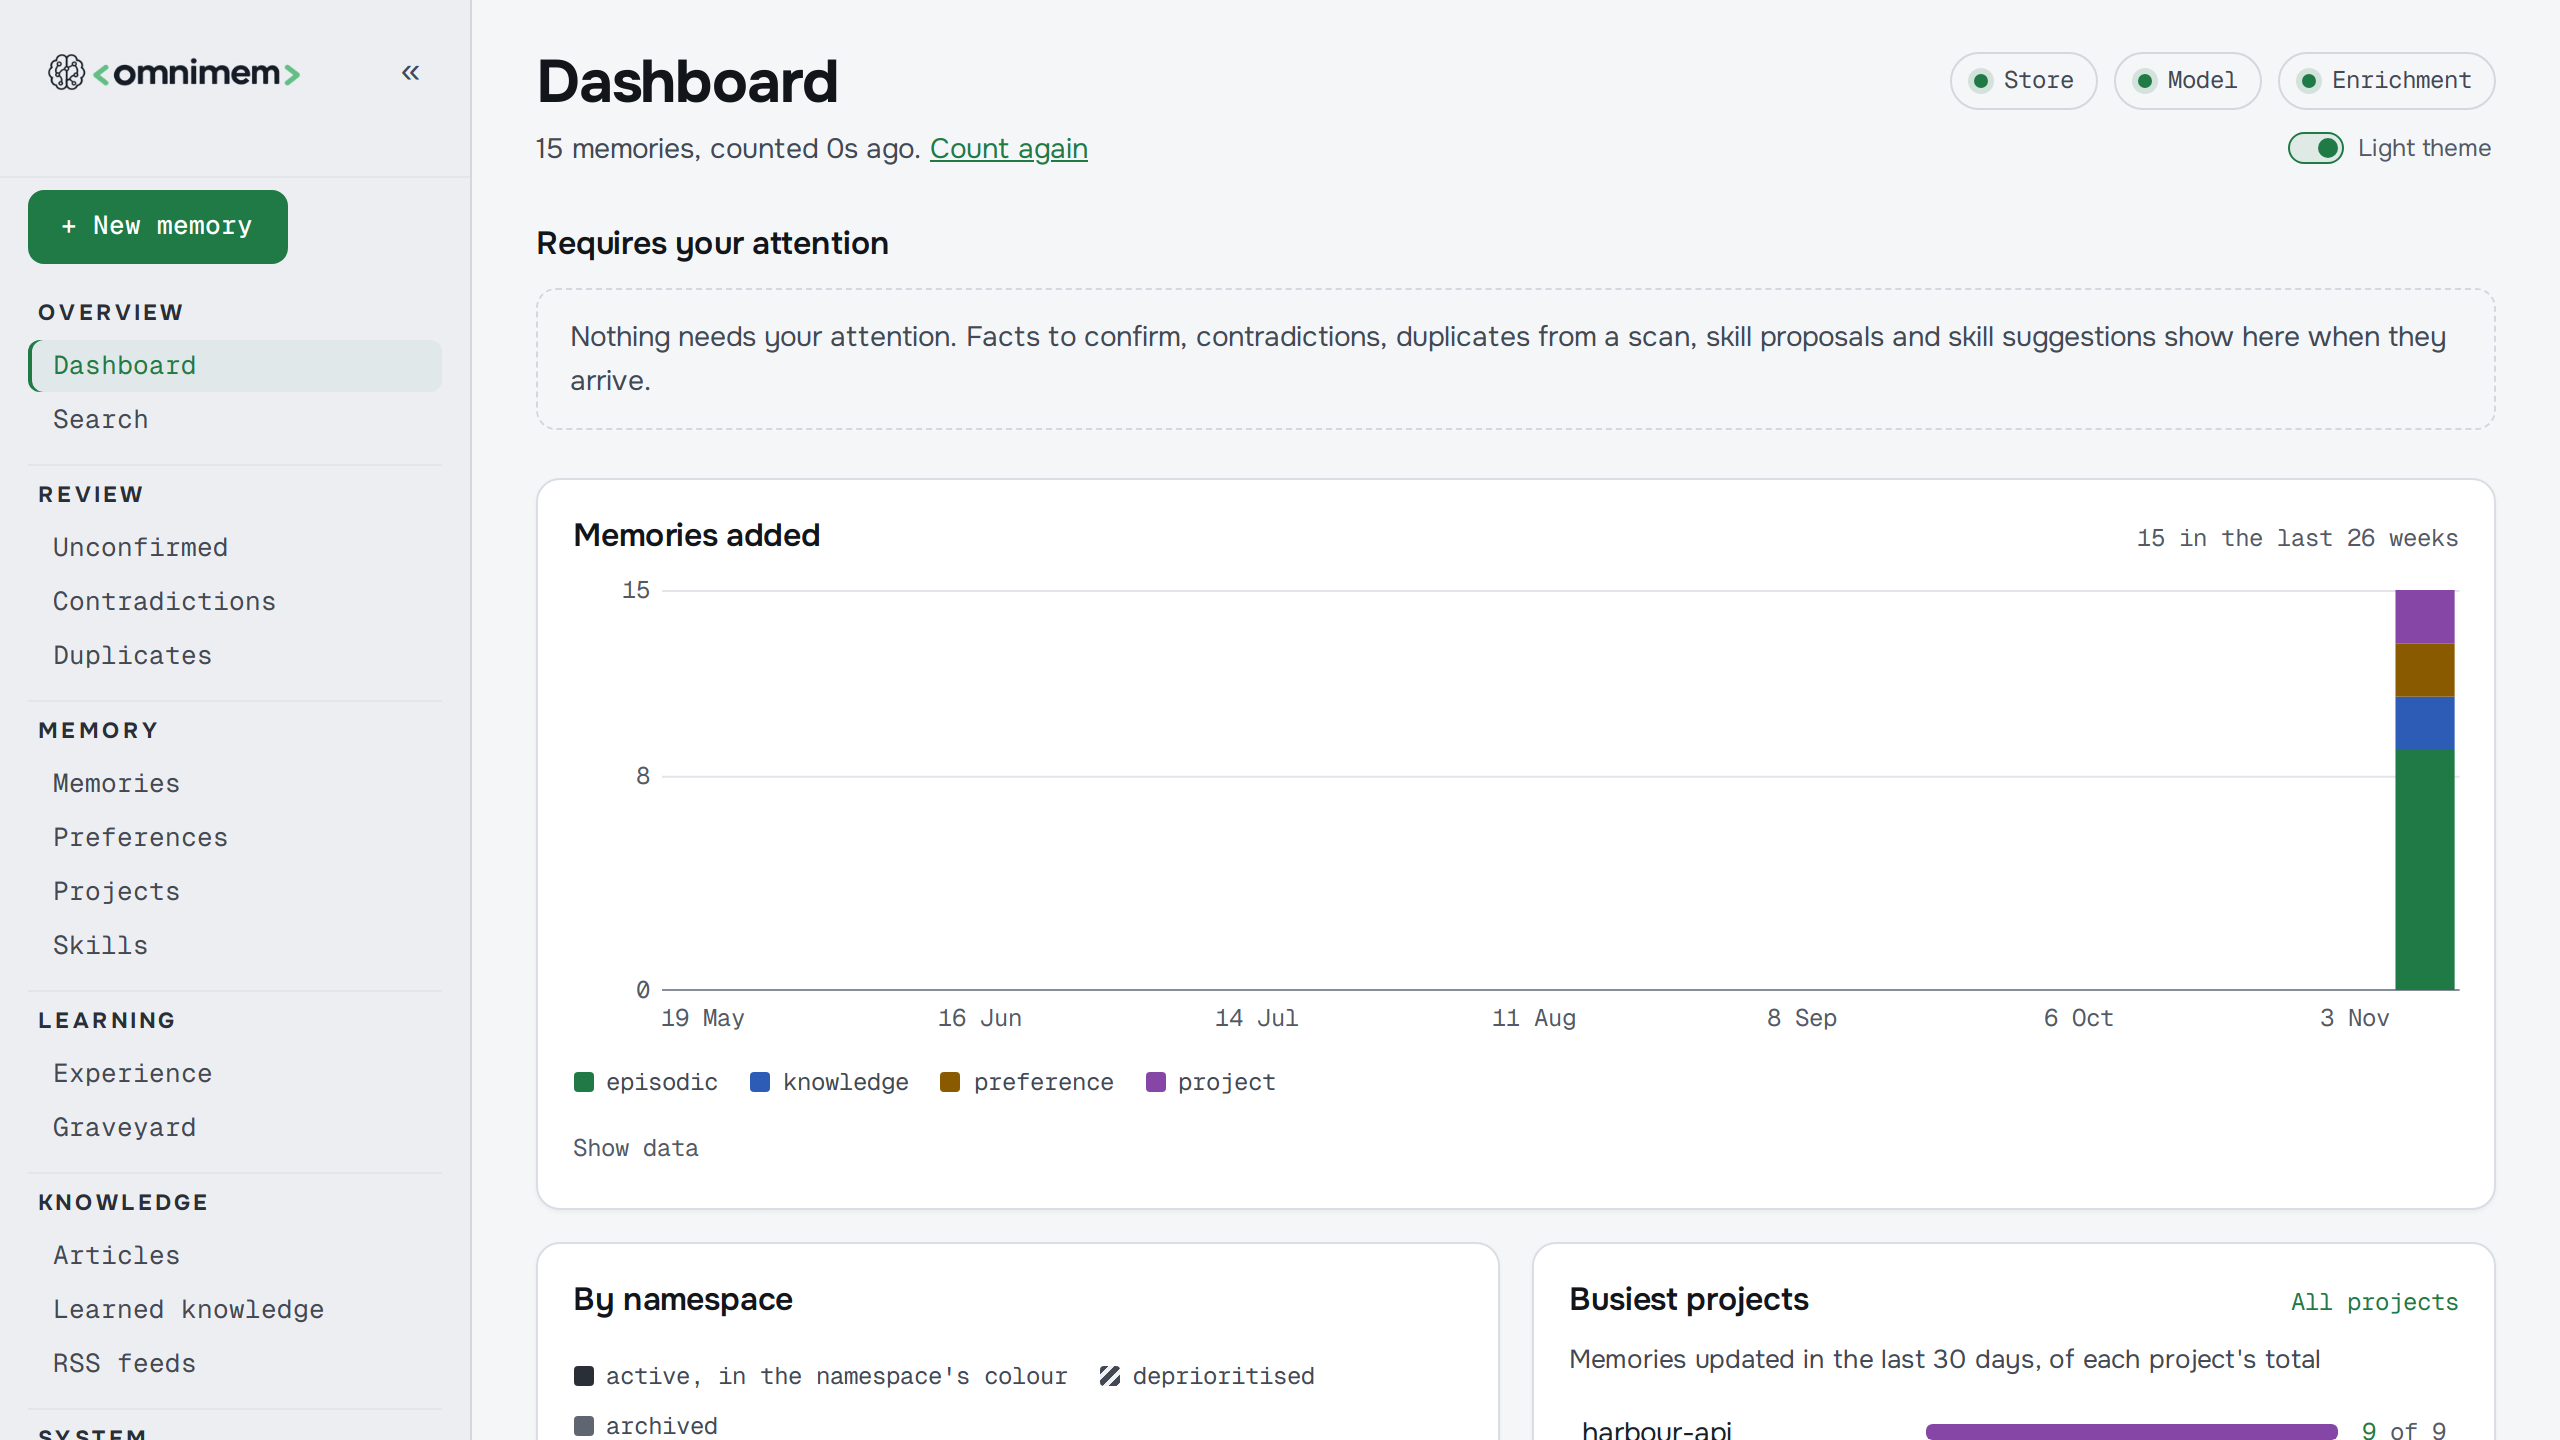 <omnimem>
«
+ New memory
OVERVIEW
Dashboard
Search
REVIEW
Unconfirmed
Contradictions
Duplicates
MEMORY
Memories
Preferences
Projects
Skills
LEARNING
Experience
Graveyard
KNOWLEDGE
Articles
Learned knowledge
RSS feeds
SYSTEM
Dashboard
Store
Model
Enrichment
15 memories, counted 0s ago. Count again
Light theme
Requires your attention
Nothing needs your attention. Facts to confirm, contradictions, duplicates from a scan, skill proposals and skill suggestions show here when they
arrive.
Memories added
15 in the last 26 weeks
15
8
0
19 May 16 Jun 14 Jul 11 Aug 8 Sep 6 Oct 3 Nov
episodic knowledge preference project
Show data
By namespace
active, in the namespace's colour deprioritised
archived
Busiest projects
All projects
Memories updated in the last 30 days, of each project's total
harbour-api 9 of 9